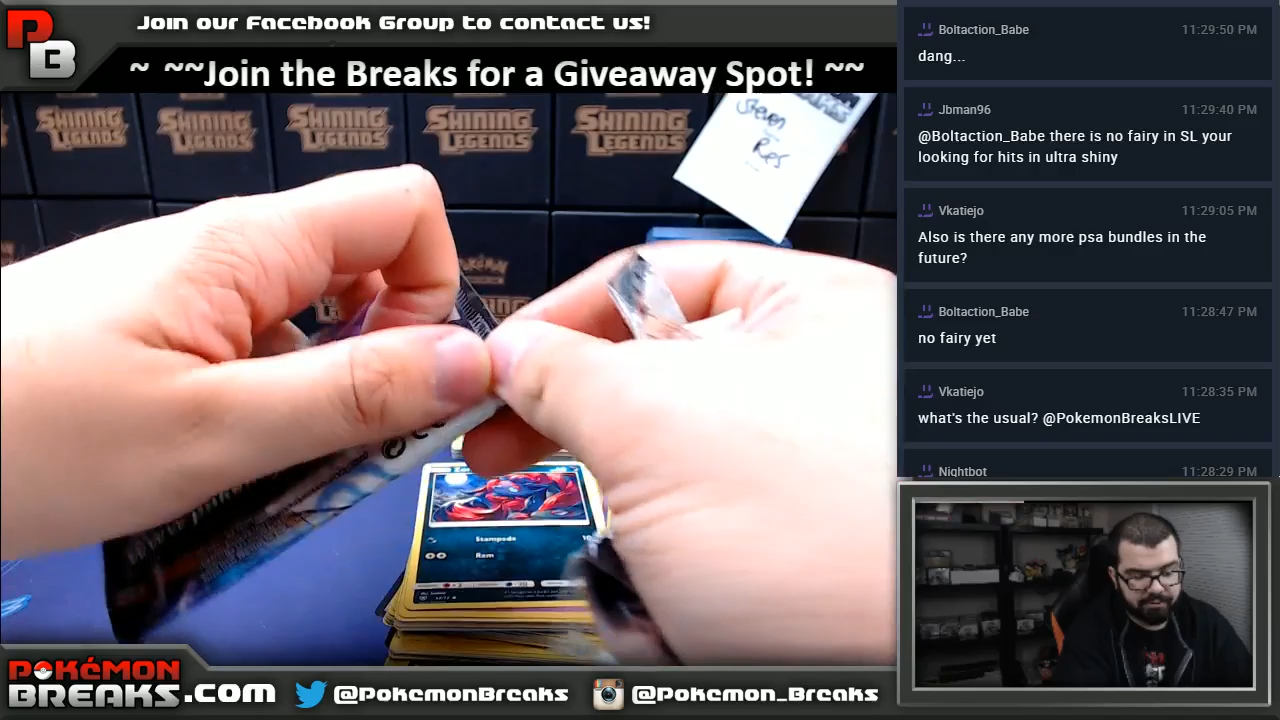 Join our Facebook Group to contact us!
~ ~~Join the Breaks for a Giveaway Spot! ~~
PB
SHINING LEGENDS
SHINING LEGENDS
SHINING LEGENDS
SHINING LEGENDS
SHINING LEGENDS
Steven
Res
POKÉMON
Stampede 10
Ram
POKÉMON BREAKS.com
@PokemonBreaks
@Pokemon_Breaks
Boltaction_Babe 11:29:50 PM
dang...
Jbman96 11:29:40 PM
@Boltaction_Babe there is no fairy in SL your
looking for hits in ultra shiny
Vkatiejo 11:29:05 PM
Also is there any more psa bundles in the
future?
Boltaction_Babe 11:28:47 PM
no fairy yet
Vkatiejo 11:28:35 PM
what's the usual? @PokemonBreaksLIVE
Nightbot 11:28:29 PM